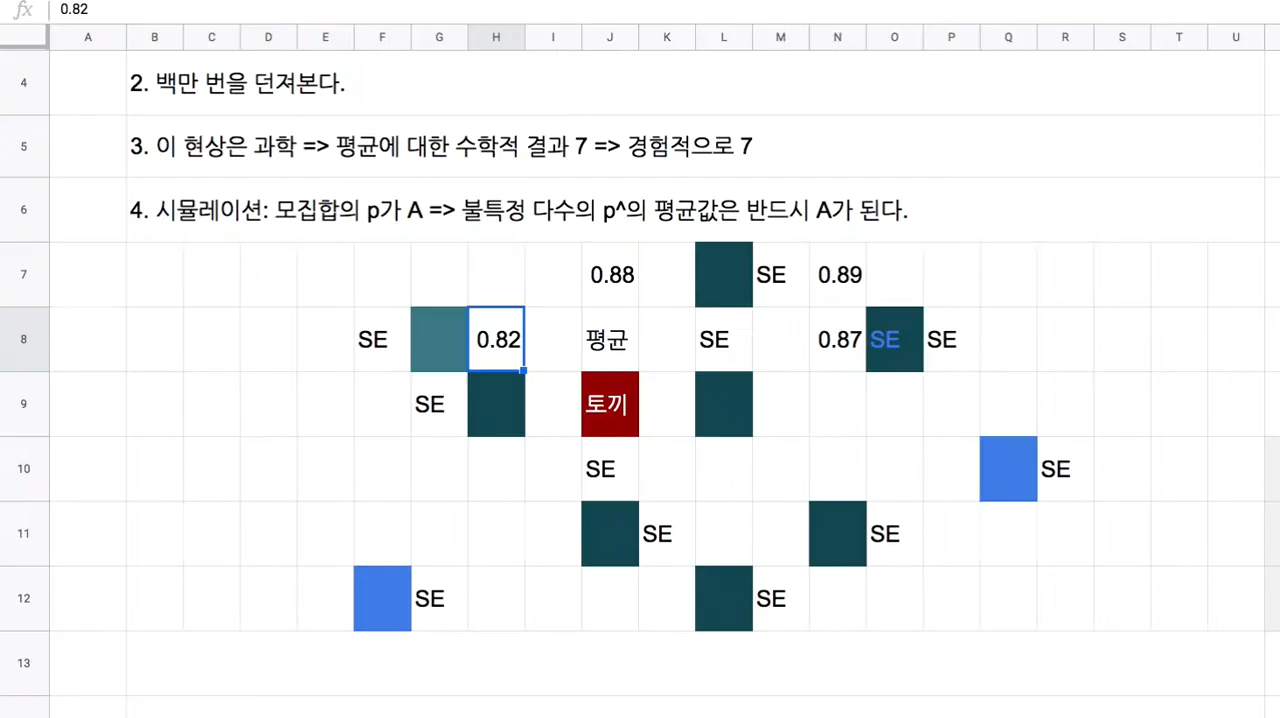 fx 0.82
A B C D E F G H I J K L M N O P Q R S T U
4 2. 백만 번을 던져본다.
5 3. 이 현상은 과학 => 평균에 대한 수학적 결과 7 => 경험적으로 7
6 4. 시뮬레이션: 모집합의 p가 A => 불특정 다수의 p^의 평균값은 반드시 A가 된다.
7 0.88 SE 0.89
8 SE 0.82 평균 SE 0.87 SE SE
9 SE 토끼
10 SE SE
11 SE SE
12 SE SE
13